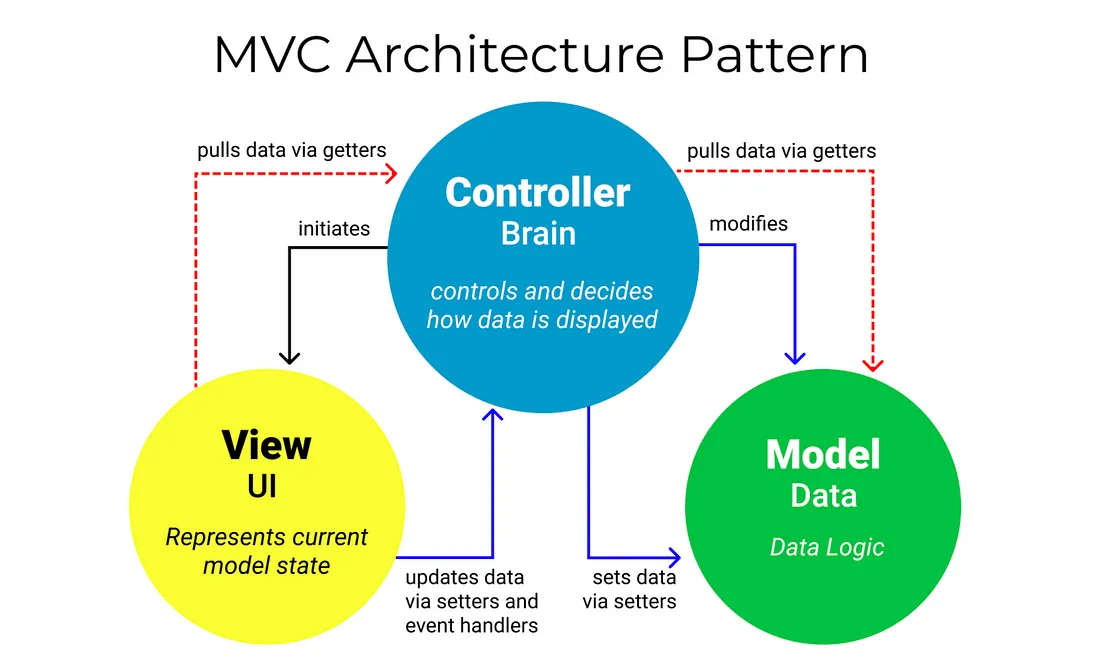 MVC Architecture Pattern
pulls data via getters
pulls data via getters
Controller
Brain
initiates
modifies
controls and decides
how data is displayed
View
UI
Represents current
model state
Model
Data
Data Logic
updates data
via setters and
event handlers
sets data
via setters